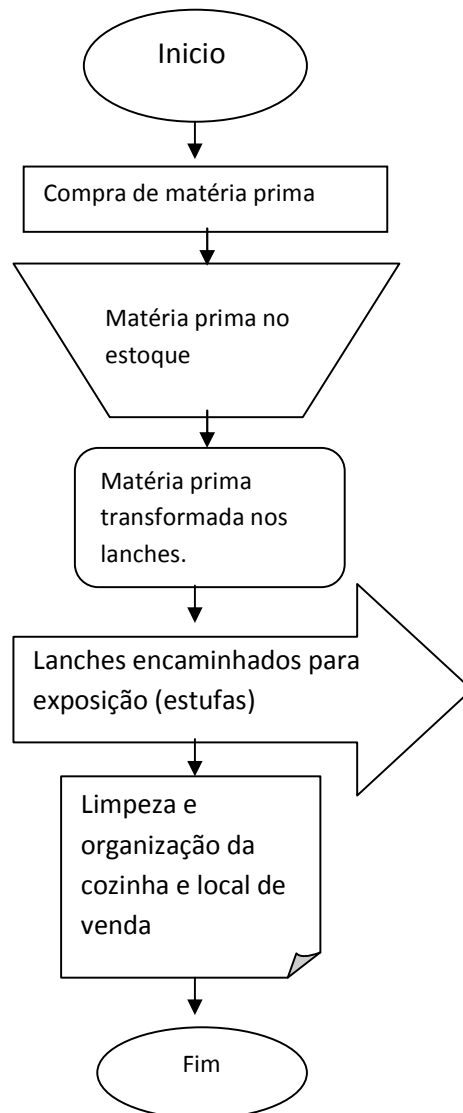 Inicio
Compra de matéria prima
Matéria prima no
estoque
Matéria prima
transformada nos
lanches.
Lanches encaminhados para
exposição (estufas)
Limpeza e
organização da
cozinha e local de
venda
Fim